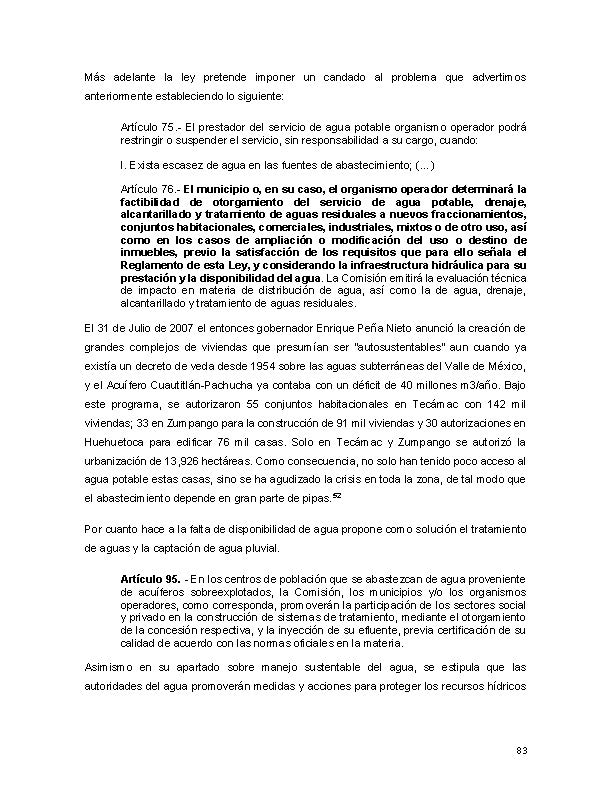 Más adelante la ley pretende imponer un candado al problema que advertimos
anteriormente estableciendo lo siguiente:
Artículo 75.- El prestador del servicio de agua potable organismo operador podrá
restringir o suspender el servicio, sin responsabilidad a su cargo, cuando:
I. Exista escasez de agua en las fuentes de abastecimiento; (…)
Artículo 76.- El municipio o, en su caso, el organismo operador determinará la
factibilidad de otorgamiento del servicio de agua potable, drenaje,
alcantarillado y tratamiento de aguas residuales a nuevos fraccionamientos,
conjuntos habitacionales, comerciales, industriales, mixtos o de otro uso, así
como en los casos de ampliación o modificación del uso o destino de
inmuebles, previo la satisfacción de los requisitos que para ello señala el
Reglamento de esta Ley, y considerando la infraestructura hidráulica para su
prestación y la disponibilidad del agua. La Comisión emitirá la evaluación técnica
de impacto en materia de distribución de agua, así como la de agua, drenaje,
alcantarillado y tratamiento de aguas residuales.
El 31 de Julio de 2007 el entonces gobernador Enrique Peña Nieto anunció la creación de
grandes complejos de viviendas que presumían ser "autosustentables" aun cuando ya
existía un decreto de veda desde 1954 sobre las aguas subterráneas del Valle de México,
y el Acuífero Cuautitlán-Pachucha ya contaba con un déficit de 40 millones m3/año. Bajo
este programa, se autorizaron 55 conjuntos habitacionales en Tecámac con 142 mil
viviendas; 33 en Zumpango para la construcción de 91 mil viviendas y 30 autorizaciones en
Huehuetoca para edificar 76 mil casas. Solo en Tecámac y Zumpango se autorizó la
urbanización de 13,926 hectáreas. Como consecuencia, no solo han tenido poco acceso al
agua potable estas casas, sino se ha agudizado la crisis en toda la zona, de tal modo que
el abastecimiento depende en gran parte de pipas.52
Por cuanto hace a la falta de disponibilidad de agua propone como solución el tratamiento
de aguas y la captación de agua pluvial.
Artículo 95. - En los centros de población que se abastezcan de agua proveniente
de acuíferos sobreexplotados, la Comisión, los municipios y/o los organismos
operadores, como corresponda, promoverán la participación de los sectores social
y privado en la construcción de sistemas de tratamiento, mediante el otorgamiento
de la concesión respectiva, y la inyección de su efluente, previa certificación de su
calidad de acuerdo con las normas oficiales en la materia.
Asimismo en su apartado sobre manejo sustentable del agua, se estipula que las
autoridades del agua promoverán medidas y acciones para proteger los recursos hídricos
83